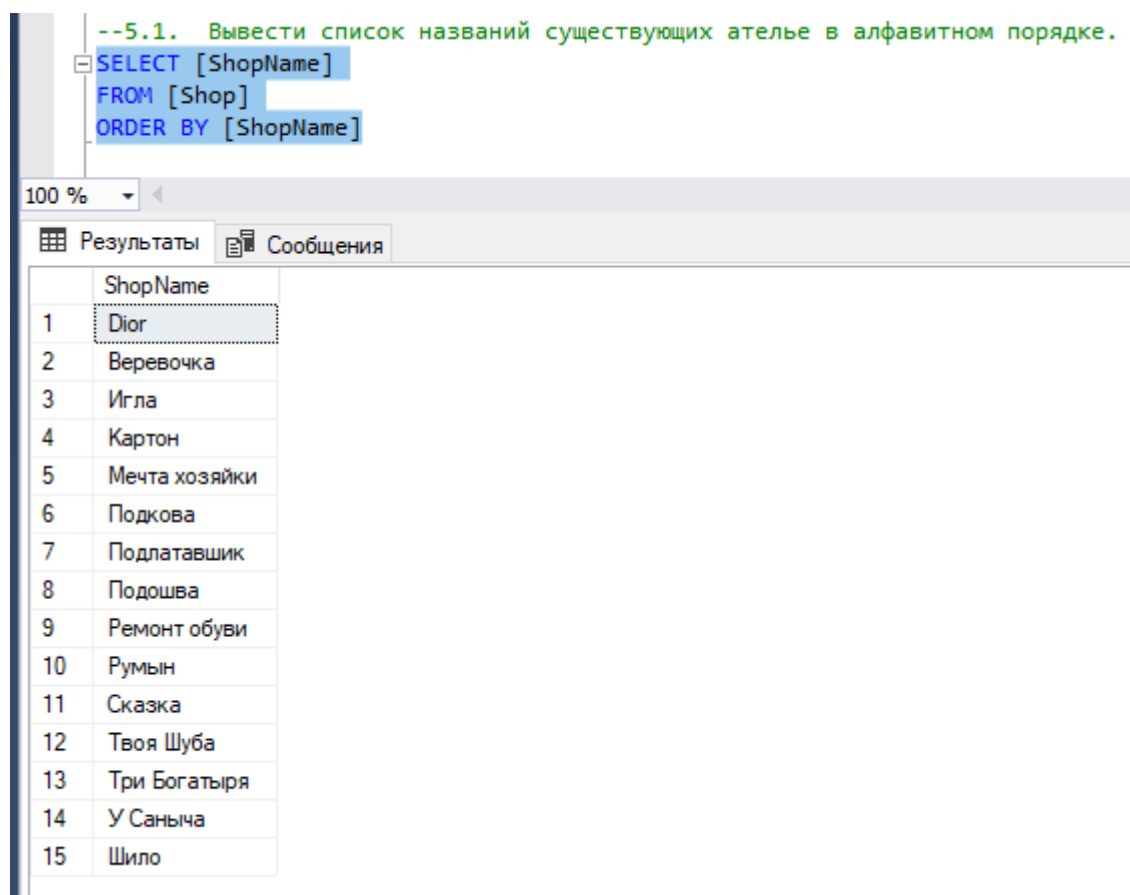 --5.1. Вывести список названий существующих ателье в алфавитном порядке.
SELECT [ShopName]
FROM [Shop]
ORDER BY [ShopName]
100 %
Результаты Сообщения
ShopName
1 Dior
2 Веревочка
3 Игла
4 Картон
5 Мечта хозяйки
6 Подкова
7 Подлатавшик
8 Подошва
9 Ремонт обуви
10 Румын
11 Сказка
12 Твоя Шуба
13 Три Богатыря
14 У Саныча
15 Шило